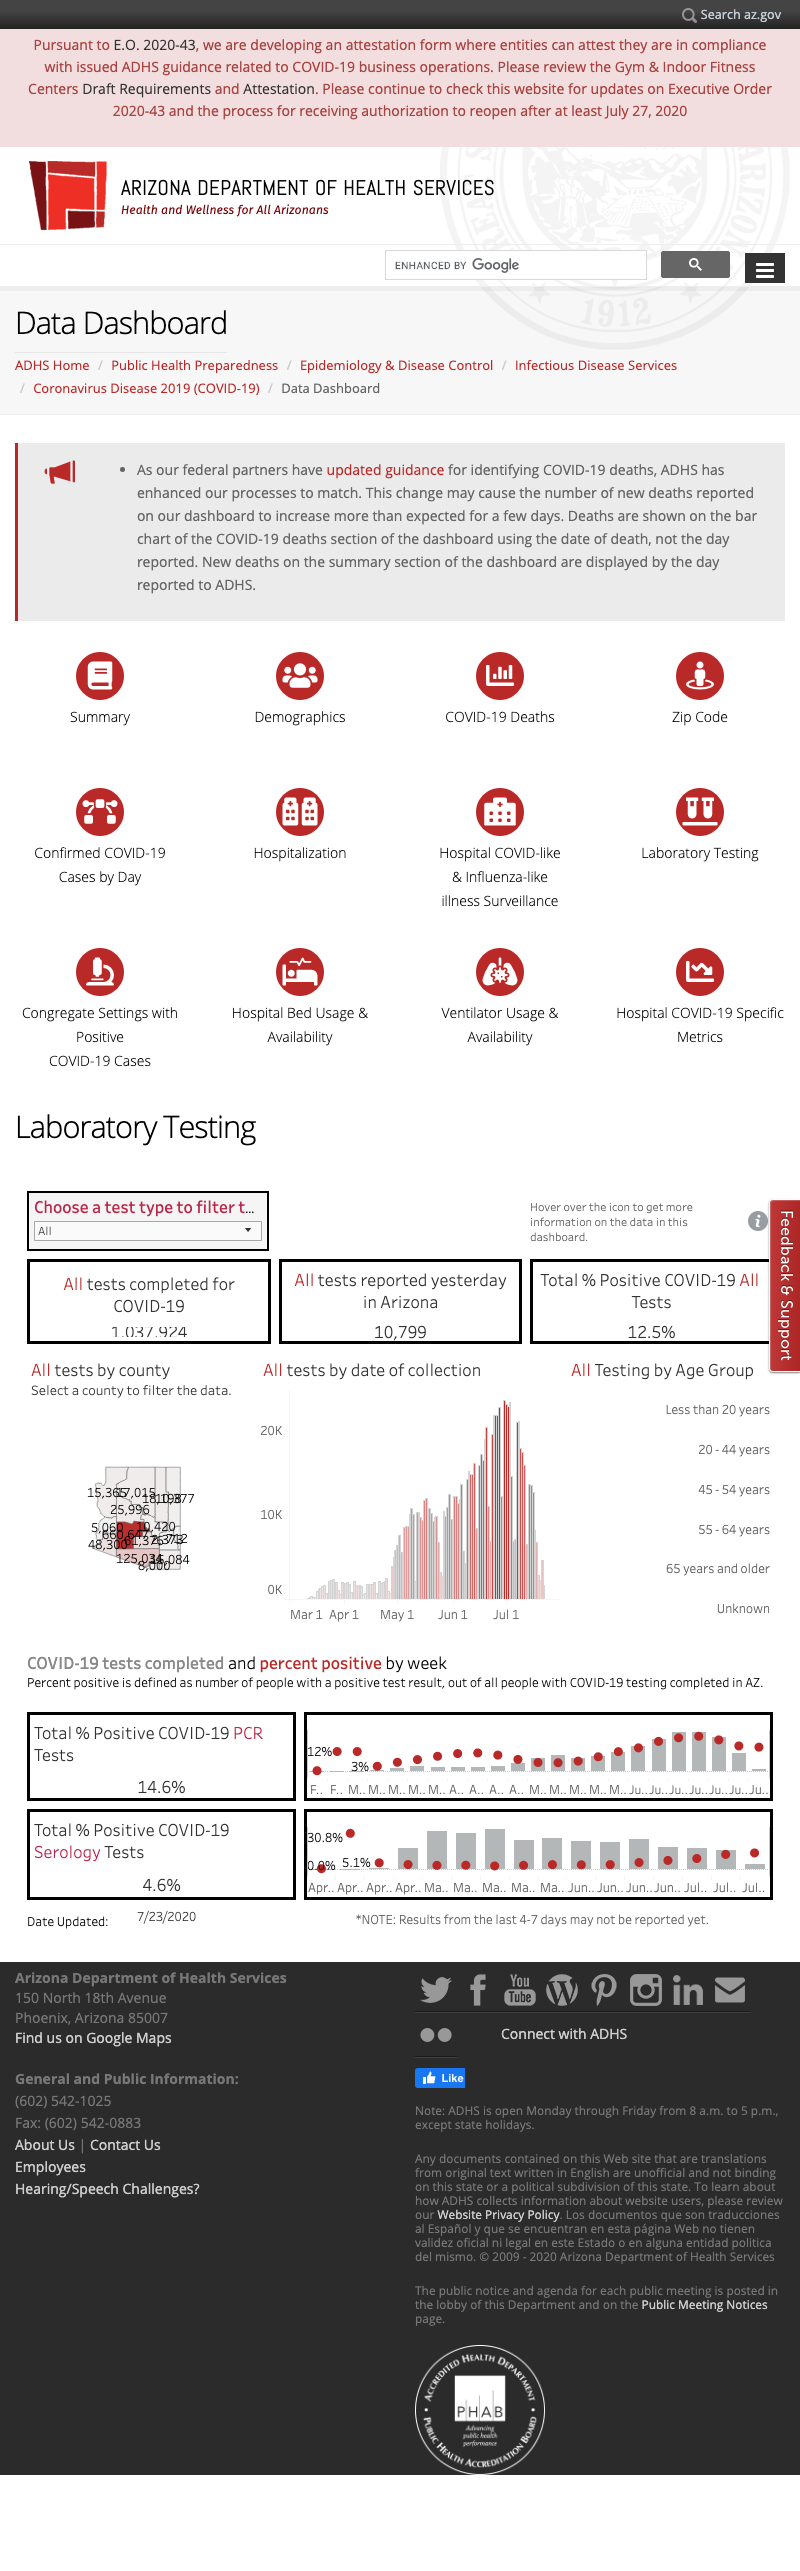 Search az.gov
Pursuant to E.O. 2020-43, we are developing an attestation form where entities can attest they are in compliance
with issued ADHS guidance related to COVID-19 business operations. Please review the Gym & Indoor Fitness
Centers Draft Requirements and Attestation. Please continue to check this website for updates on Executive Order
2020-43 and the process for receiving authorization to reopen after at least July 27, 2020
ARIZONA DEPARTMENT OF HEALTH SERVICES
Health and Wellness for All Arizonans
1912
ENHANCED BY Google
Data Dashboard
ADHS Home / Public Health Preparedness / Epidemiology & Disease Control / Infectious Disease Services
/ Coronavirus Disease 2019 (COVID-19) / Data Dashboard
• As our federal partners have updated guidance for identifying COVID-19 deaths, ADHS has
enhanced our processes to match. This change may cause the number of new deaths reported
on our dashboard to increase more than expected for a few days. Deaths are shown on the bar
chart of the COVID-19 deaths section of the dashboard using the date of death, not the day
reported. New deaths on the summary section of the dashboard are displayed by the day
reported to ADHS.
Summary
Demographics
COVID-19 Deaths
Zip Code
Confirmed COVID-19
Cases by Day
Hospitalization
Hospital COVID-like
& Influenza-like
illness Surveillance
Laboratory Testing
Congregate Settings with
Positive
COVID-19 Cases
Hospital Bed Usage &
Availability
Ventilator Usage &
Availability
Hospital COVID-19 Specific
Metrics
Laboratory Testing
Choose a test type to filter t...
All
Hover over the icon to get more
information on the data in this
dashboard.
Feedback & Support
All tests completed for
COVID-19
1,037,924
All tests reported yesterday
in Arizona
10,799
Total % Positive COVID-19 All
Tests
12.5%
All tests by county
Select a county to filter the data.
15,365
25,996
5,060
48,300
125,034
8,000
All tests by date of collection
20K
10K
0K
Mar 1 Apr 1 May 1 Jun 1 Jul 1
All Testing by Age Group
Less than 20 years
20 - 44 years
45 - 54 years
55 - 64 years
65 years and older
Unknown
COVID-19 tests completed and percent positive by week
Percent positive is defined as number of people with a positive test result, out of all people with COVID-19 testing completed in AZ.
Total % Positive COVID-19 PCR
Tests
14.6%
12%
3%
F.. F.. M.. M.. M.. M.. M.. A.. A.. A.. A.. M.. M.. M.. M.. M.. Ju.. Ju.. Ju.. Ju.. Ju.. Ju.. Ju..
Total % Positive COVID-19
Serology Tests
4.6%
30.8%
0.0%
5.1%
Apr.. Apr.. Apr.. Apr.. Ma.. Ma.. Ma.. Ma.. Ma.. Jun.. Jun.. Jun.. Jun.. Jul.. Jul.. Jul..
Date Updated: 7/23/2020
*NOTE: Results from the last 4-7 days may not be reported yet.
Arizona Department of Health Services
150 North 18th Avenue
Phoenix, Arizona 85007
Find us on Google Maps
General and Public Information:
(602) 542-1025
Fax: (602) 542-0883
About Us | Contact Us
Employees
Hearing/Speech Challenges?
You Tube
Connect with ADHS
Like
Note: ADHS is open Monday through Friday from 8 a.m. to 5 p.m.,
except state holidays.
Any documents contained on this Web site that are translations
from original text written in English are unofficial and not binding
on this state or a political subdivision of this state. To learn about
how ADHS collects information about website users, please review
our Website Privacy Policy. Los documentos que son traducciones
al Español y que se encuentran en esta página Web no tienen
validez oficial ni legal en este Estado o en alguna entidad politica
del mismo. © 2009 - 2020 Arizona Department of Health Services
The public notice and agenda for each public meeting is posted in
the lobby of this Department and on the Public Meeting Notices
page.
ACCREDITED HEALTH DEPARTMENT
PHAB
Advancing
public health
performance
PUBLIC HEALTH ACCREDITATION BOARD